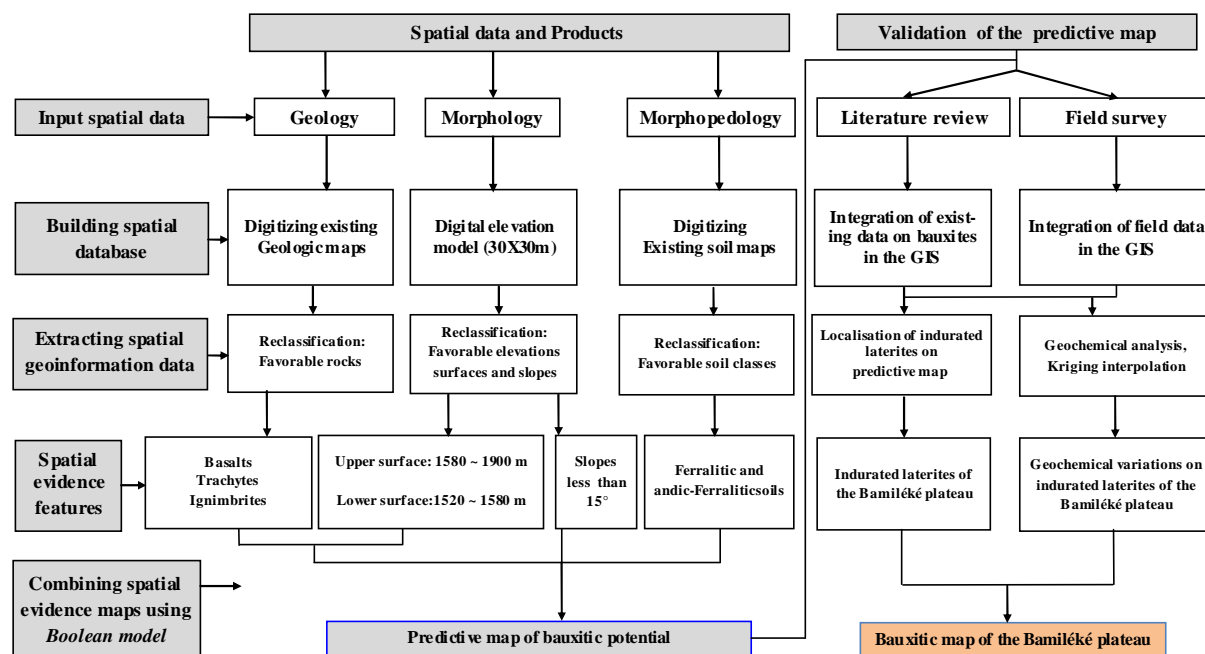 Spatial data and Products
Validation of the predictive map
Input spatial data
Geology
Morphology
Morphopedology
Literature review
Field survey
Building spatial
database
Digitizing existing
Geologic maps
Digital elevation
model (30X30m)
Digitizing
Existing soil maps
Integration of exist-
ing data on bauxites
in the GIS
Integration of field data
in the GIS
Extracting spatial
geoinformation data
Reclassification:
Favorable rocks
Reclassification:
Favorable elevations
surfaces and slopes
Reclassification:
Favorable soil classes
Localisation of indurated
laterites on
predictive map
Geochemical analysis,
Kriging interpolation
Spatial
evidence
features
Basalts
Trachytes
Ignimbrites
Upper surface: 1580 ~ 1900 m
Lower surface:1520 ~ 1580 m
Slopes
less than
15°
Ferralitic and
andic-Ferraliticsoils
Indurated laterites of
the Bamiléké plateau
Geochemical variations on
indurated laterites of the
Bamiléké plateau
Combining spatial
evidence maps using
Boolean model
Predictive map of bauxitic potential
Bauxitic map of the Bamiléké plateau